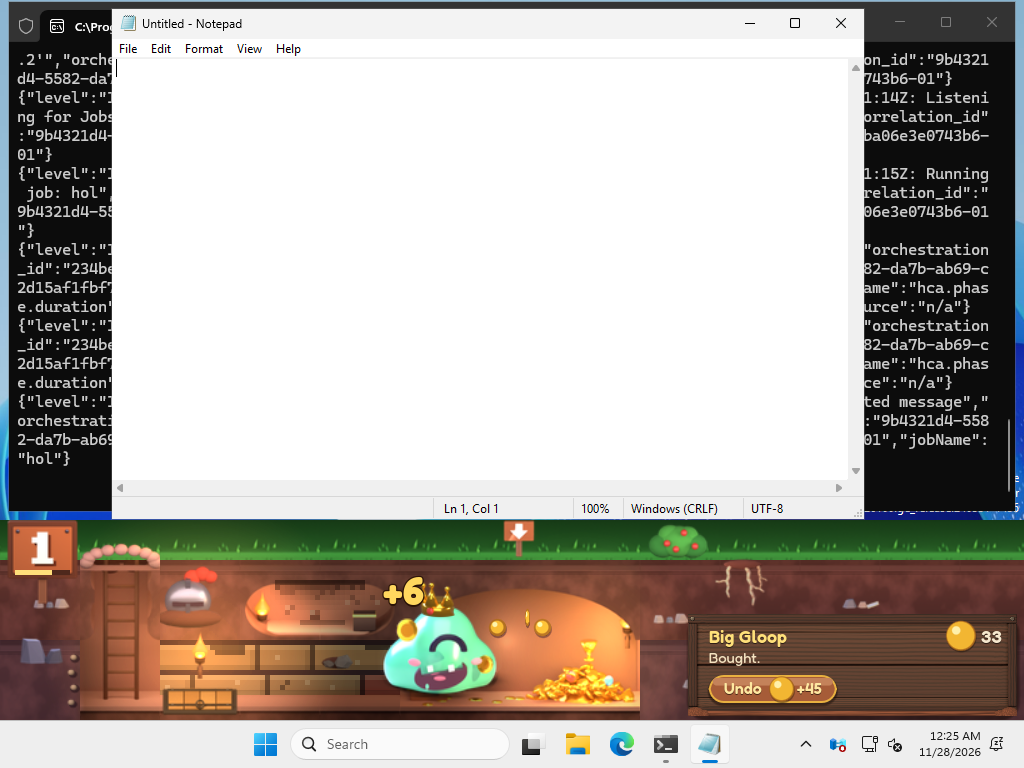 C:\Prog
Untitled - Notepad
File Edit Format View Help
.2'","orche
on_id":"9b4321
d4-5582-da7
743b6-01"}
{"level":"I
1:14Z: Listeni
ng for Jobs
orrelation_id"
:"9b4321d4-
ba06e3e0743b6-
01"}
{"level":"I
1:15Z: Running
job: hol",
relation_id":"
9b4321d4-55
06e3e0743b6-01
"}
{"level":"I
"orchestration
_id":"234be
82-da7b-ab69-c
2d15af1fbf7
ame":"hca.phas
e.duration"
urce":"n/a"}
{"level":"I
"orchestration
_id":"234be
82-da7b-ab69-c
2d15af1fbf7
ame":"hca.phas
e.duration"
ce":"n/a"}
{"level":"I
ted message","
orchestrati
:"9b4321d4-558
2-da7b-ab69
01","jobName":
"hol"}
Ln 1, Col 1 100% Windows (CRLF) UTF-8
1
+6
Big Gloop 33
Bought.
Undo +45
Search
12:25 AM
11/28/2026